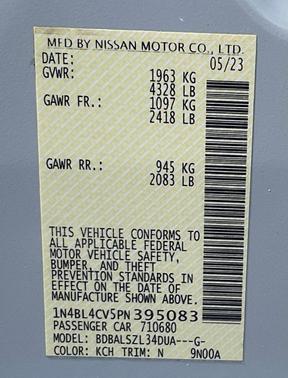 MFD BY NISSAN MOTOR CO., LTD.
DATE: 05/23
GVWR: 1963 KG
4328 LB
GAWR FR.: 1097 KG
2418 LB
GAWR RR.: 945 KG
2083 LB
THIS VEHICLE CONFORMS TO
ALL APPLICABLE FEDERAL
MOTOR VEHICLE SAFETY,
BUMPER, AND THEFT
PREVENTION STANDARDS IN
EFFECT ON THE DATE OF
MANUFACTURE SHOWN ABOVE.
1N4BL4CV5PN395083
PASSENGER CAR 710680
MODEL: BDBALSZL34DUA---G-
COLOR: KCH TRIM: N 9N00A